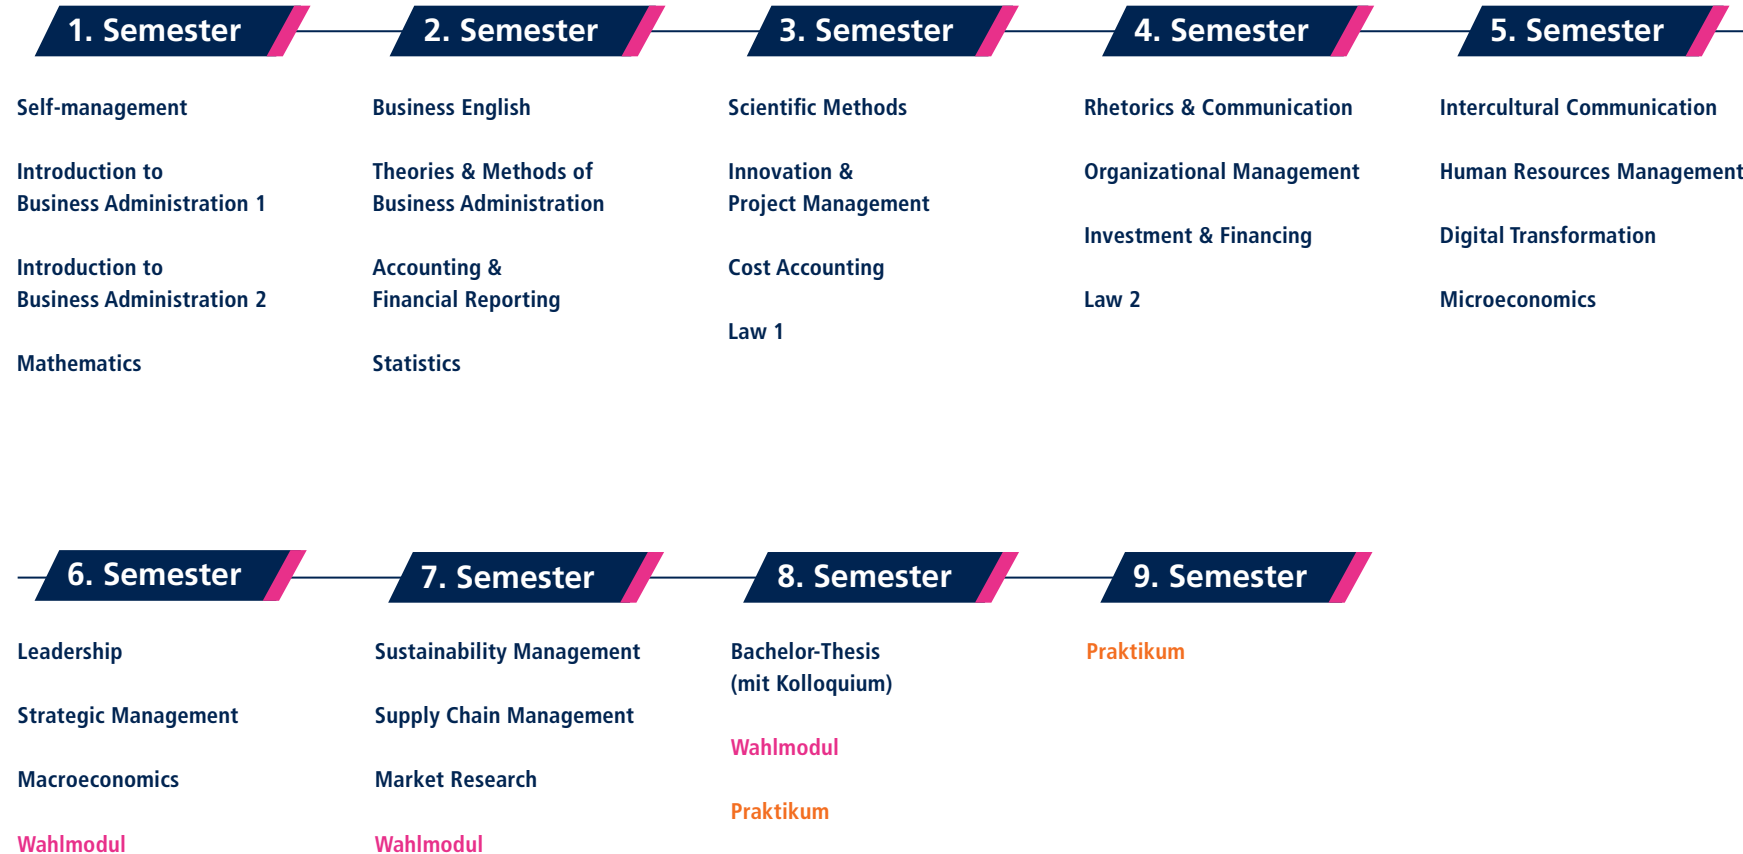 1. Semester
Self-management
Introduction to
Business Administration 1
Introduction to
Business Administration 2
Mathematics
2. Semester
Business English
Theories & Methods of
Business Administration
Accounting &
Financial Reporting
Statistics
3. Semester
Scientific Methods
Innovation &
Project Management
Cost Accounting
Law 1
4. Semester
Rhetorics & Communication
Organizational Management
Investment & Financing
Law 2
5. Semester
Intercultural Communication
Human Resources Management
Digital Transformation
Microeconomics
6. Semester
Leadership
Strategic Management
Macroeconomics
Wahlmodul
7. Semester
Sustainability Management
Supply Chain Management
Market Research
Wahlmodul
8. Semester
Bachelor-Thesis
(mit Kolloquium)
Wahlmodul
Praktikum
9. Semester
Praktikum